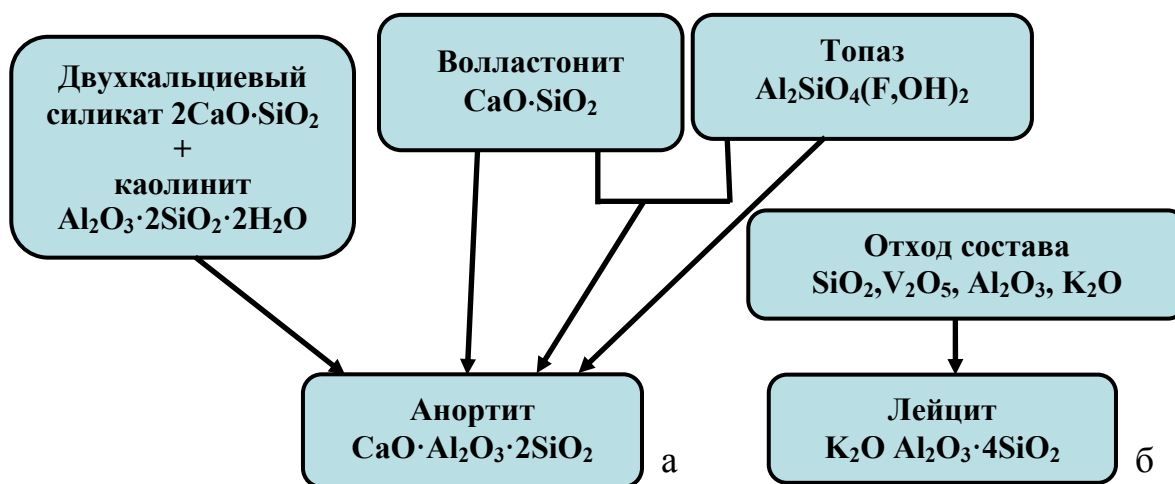 Двухкальциевый
силикат 2CaO·SiO₂
+
каолинит
Al₂O₃·2SiO₂·2H₂O
Волластонит
CaO·SiO₂
Топаз
Al₂SiO₄(F,OH)₂
Отход состава
SiO₂,V₂O₅, Al₂O₃, K₂O
Анортит
CaO·Al₂O₃·2SiO₂
а
Лейцит
K₂O Al₂O₃·4SiO₂
б